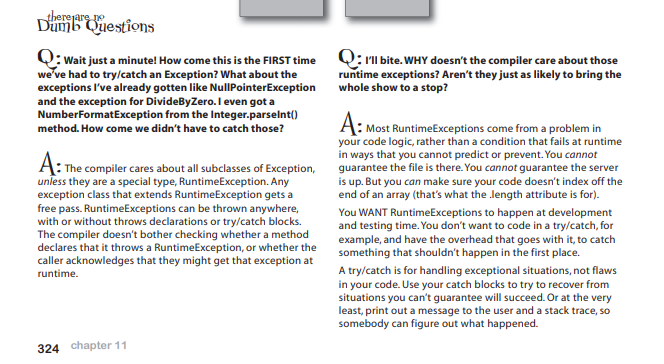 there are no
Dumb Questions
Q: Wait just a minute! How come this is the FIRST time
we've had to try/catch an Exception? What about the
exceptions I've already gotten like NullPointerException
and the exception for DivideByZero. I even got a
NumberFormatException from the Integer.parseInt()
method. How come we didn't have to catch those?
A: The compiler cares about all subclasses of Exception,
unless they are a special type, RuntimeException. Any
exception class that extends RuntimeException gets a
free pass. RuntimeExceptions can be thrown anywhere,
with or without throws declarations or try/catch blocks.
The compiler doesn't bother checking whether a method
declares that it throws a RuntimeException, or whether the
caller acknowledges that they might get that exception at
runtime.
Q: I'll bite. WHY doesn't the compiler care about those
runtime exceptions? Aren't they just as likely to bring the
whole show to a stop?
A: Most RuntimeExceptions come from a problem in
your code logic, rather than a condition that fails at runtime
in ways that you cannot predict or prevent. You cannot
guarantee the file is there. You cannot guarantee the server
is up. But you can make sure your code doesn't index off the
end of an array (that's what the .length attribute is for).
You WANT RuntimeExceptions to happen at development
and testing time. You don't want to code in a try/catch, for
example, and have the overhead that goes with it, to catch
something that shouldn't happen in the first place.
A try/catch is for handling exceptional situations, not flaws
in your code. Use your catch blocks to try to recover from
situations you can't guarantee will succeed. Or at the very
least, print out a message to the user and a stack trace, so
somebody can figure out what happened.
324 chapter 11